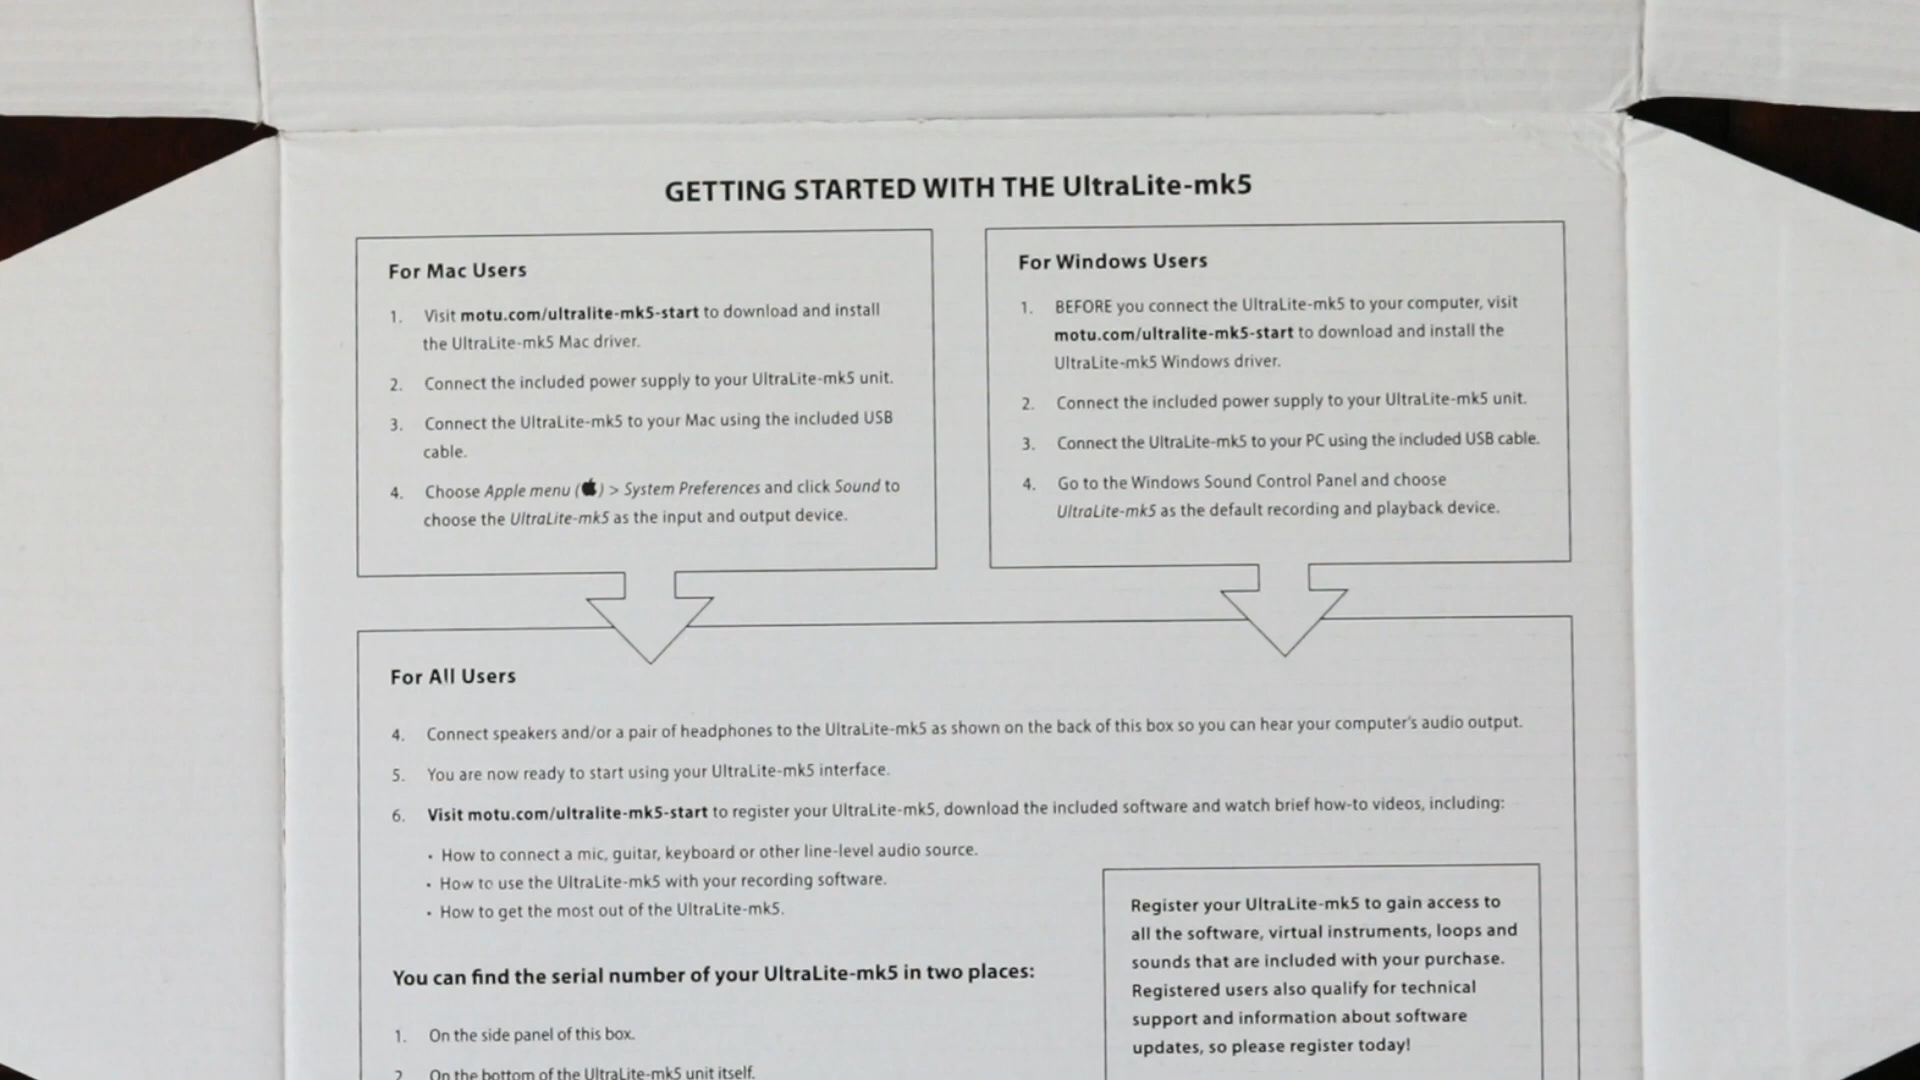 GETTING STARTED WITH THE UltraLite-mk5
For Mac Users
1. Visit motu.com/ultralite-mk5-start to download and install
the UltraLite-mk5 Mac driver.
2. Connect the included power supply to your UltraLite-mk5 unit.
3. Connect the UltraLite-mk5 to your Mac using the included USB
cable.
4. Choose Apple menu () > System Preferences and click Sound to
choose the UltraLite-mk5 as the input and output device.
For Windows Users
1. BEFORE you connect the UltraLite-mk5 to your computer, visit
motu.com/ultralite-mk5-start to download and install the
UltraLite-mk5 Windows driver.
2. Connect the included power supply to your UltraLite-mk5 unit.
3. Connect the UltraLite-mk5 to your PC using the included USB cable.
4. Go to the Windows Sound Control Panel and choose
UltraLite-mk5 as the default recording and playback device.
For All Users
4. Connect speakers and/or a pair of headphones to the UltraLite-mk5 as shown on the back of this box so you can hear your computer's audio output.
5. You are now ready to start using your UltraLite-mk5 interface.
6. Visit motu.com/ultralite-mk5-start to register your UltraLite-mk5, download the included software and watch brief how-to videos, including:
• How to connect a mic, guitar, keyboard or other line-level audio source.
• How to use the UltraLite-mk5 with your recording software.
• How to get the most out of the UltraLite-mk5.
You can find the serial number of your UltraLite-mk5 in two places:
1. On the side panel of this box.
2. On the bottom of the UltraLite-mk5 unit itself.
Register your UltraLite-mk5 to gain access to
all the software, virtual instruments, loops and
sounds that are included with your purchase.
Registered users also qualify for technical
support and information about software
updates, so please register today!